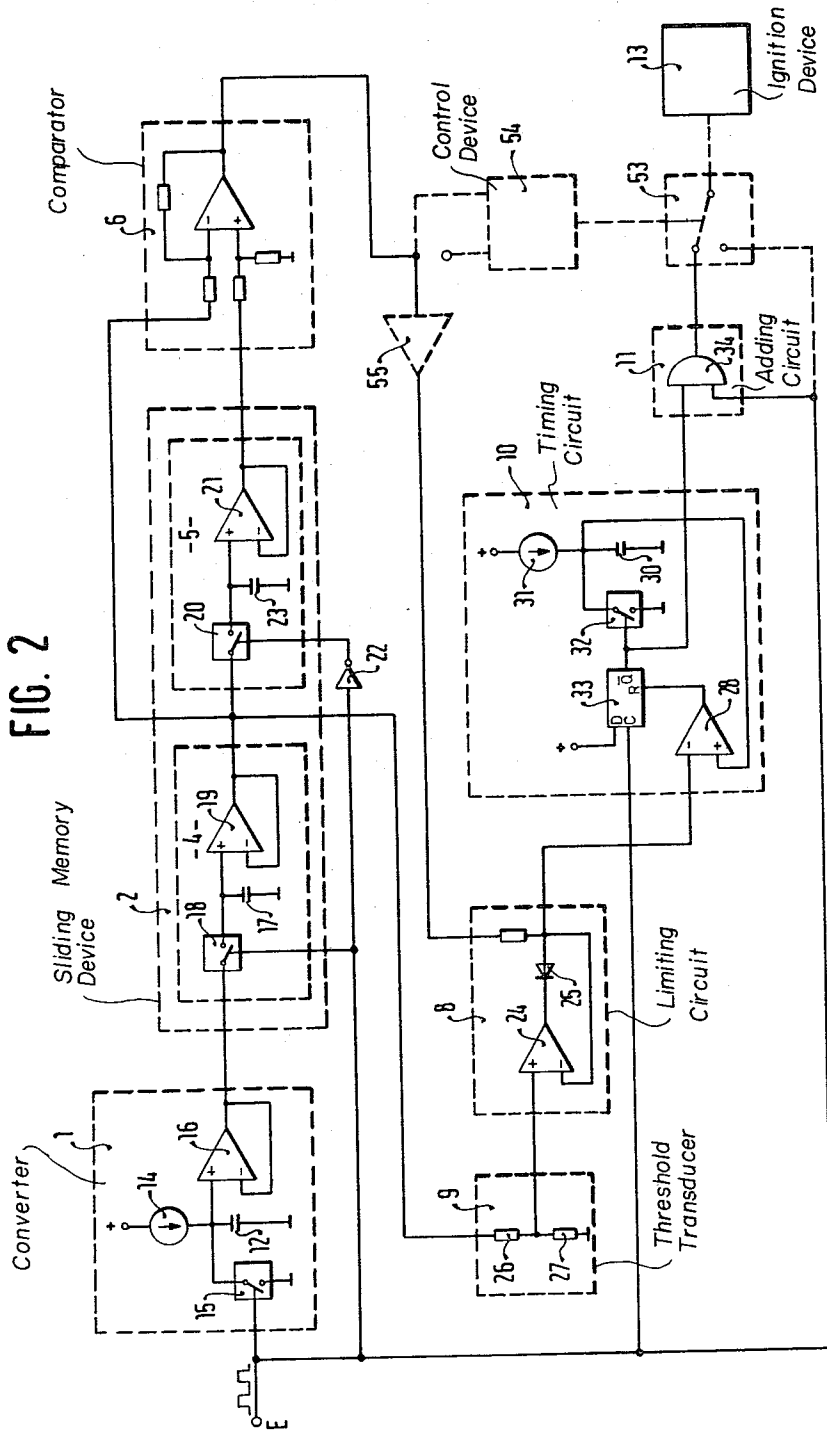 FIG. 2
Converter
Sliding Memory
Device
Comparator
1
14
+
16
+
-
15
12
E
2
-4-
18
19
+
-
17
-5-
20
21
+
-
23
22
6
-
+
Control
Device
54
55
53
13
Ignition
Device
9
26
27
Threshold
Transducer
8
24
+
-
25
Limiting
Circuit
10
Timing
Circuit
+
31
30
32
33
D
C
R
Q̅
+
28
-
+
11
34
Adding
Circuit